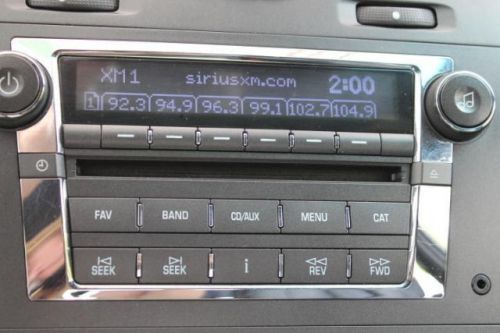 XM1 siriusxm.com 2:00
1 92.3 94.9 96.3 99.1 102.7 104.9
FAV BAND CD/AUX MENU CAT
SEEK SEEK i REV FWD